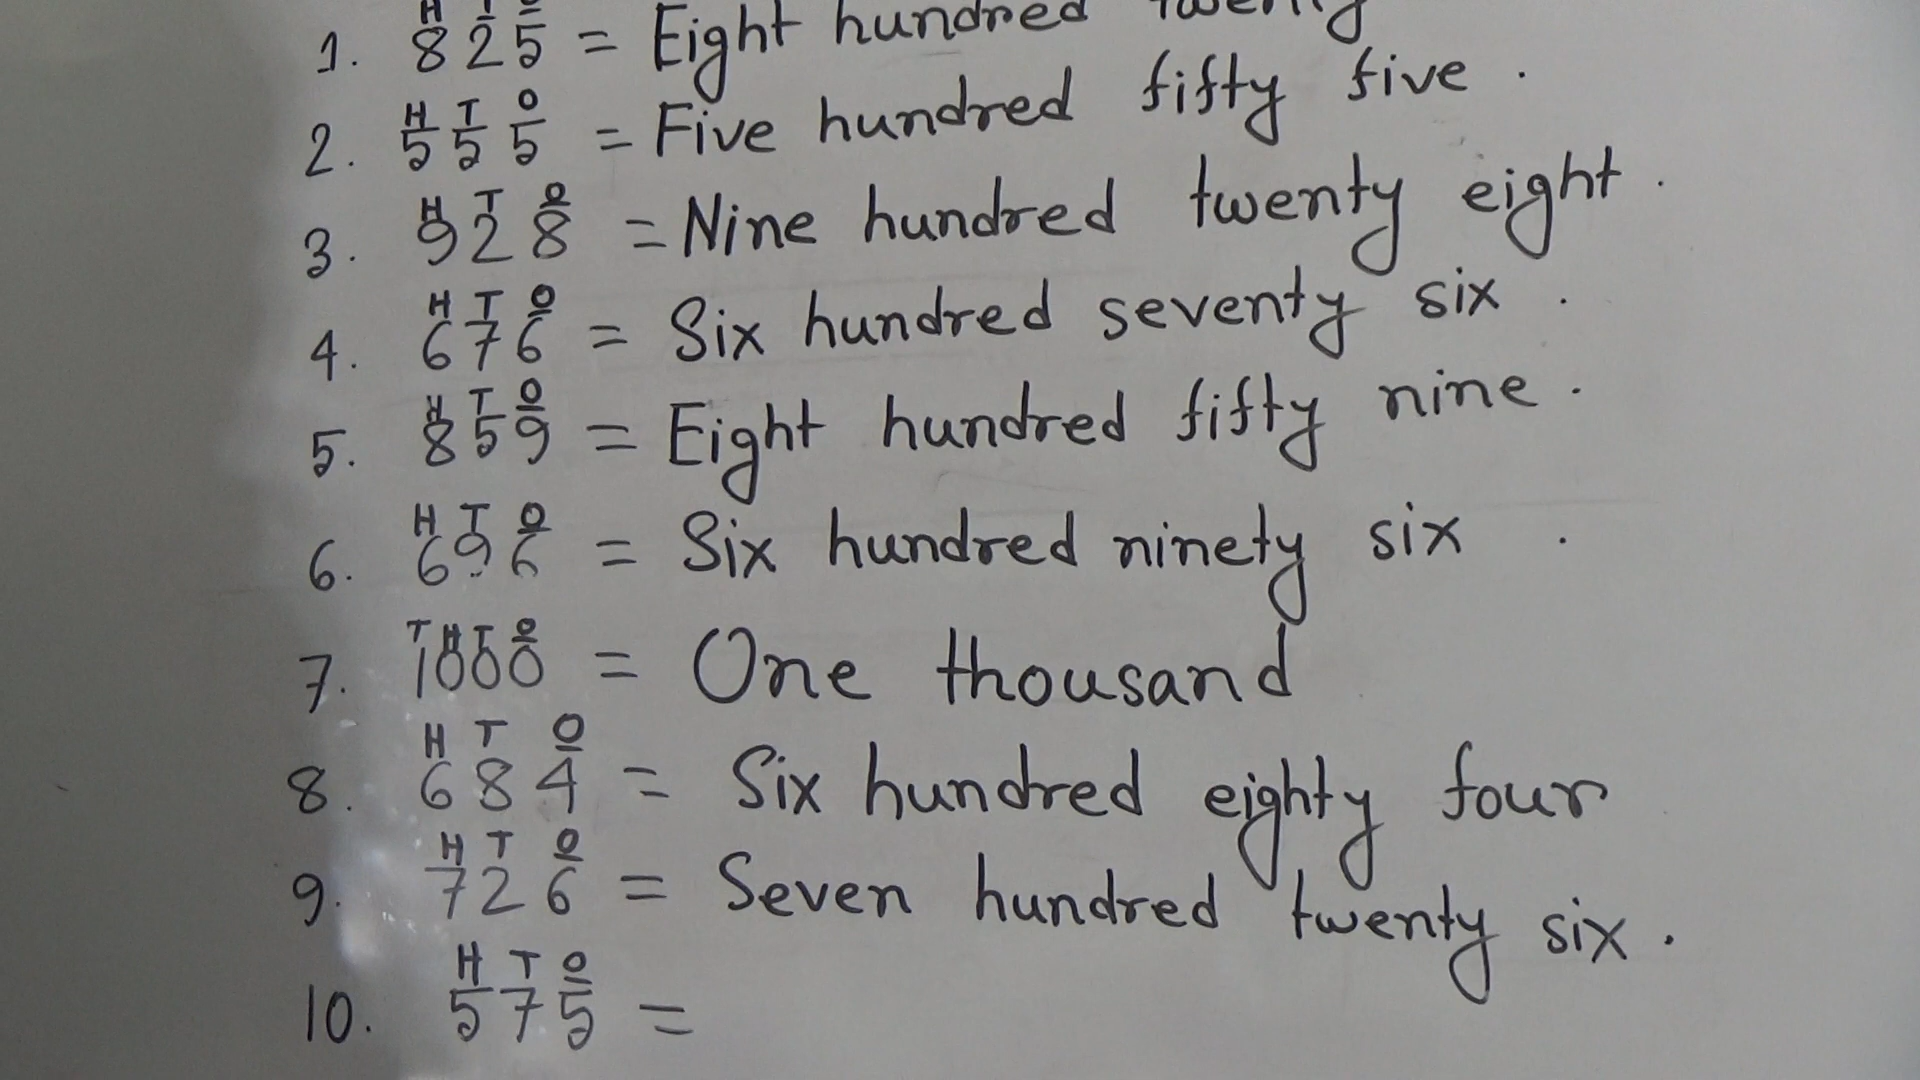 H T O
1. 825 = Eight hundred twenty
H T O
2. 555 = Five hundred fifty five.
H T O
3. 928 = Nine hundred twenty eight.
H T O
4. 676 = Six hundred seventy six.
H T O
5. 859 = Eight hundred fifty nine.
H T O
6. 696 = Six hundred ninety six.
T H T O
7. 1000 = One thousand
H T O
8. 684 = Six hundred eighty four
H T O
9. 726 = Seven hundred twenty six.
H T O
10. 575 =